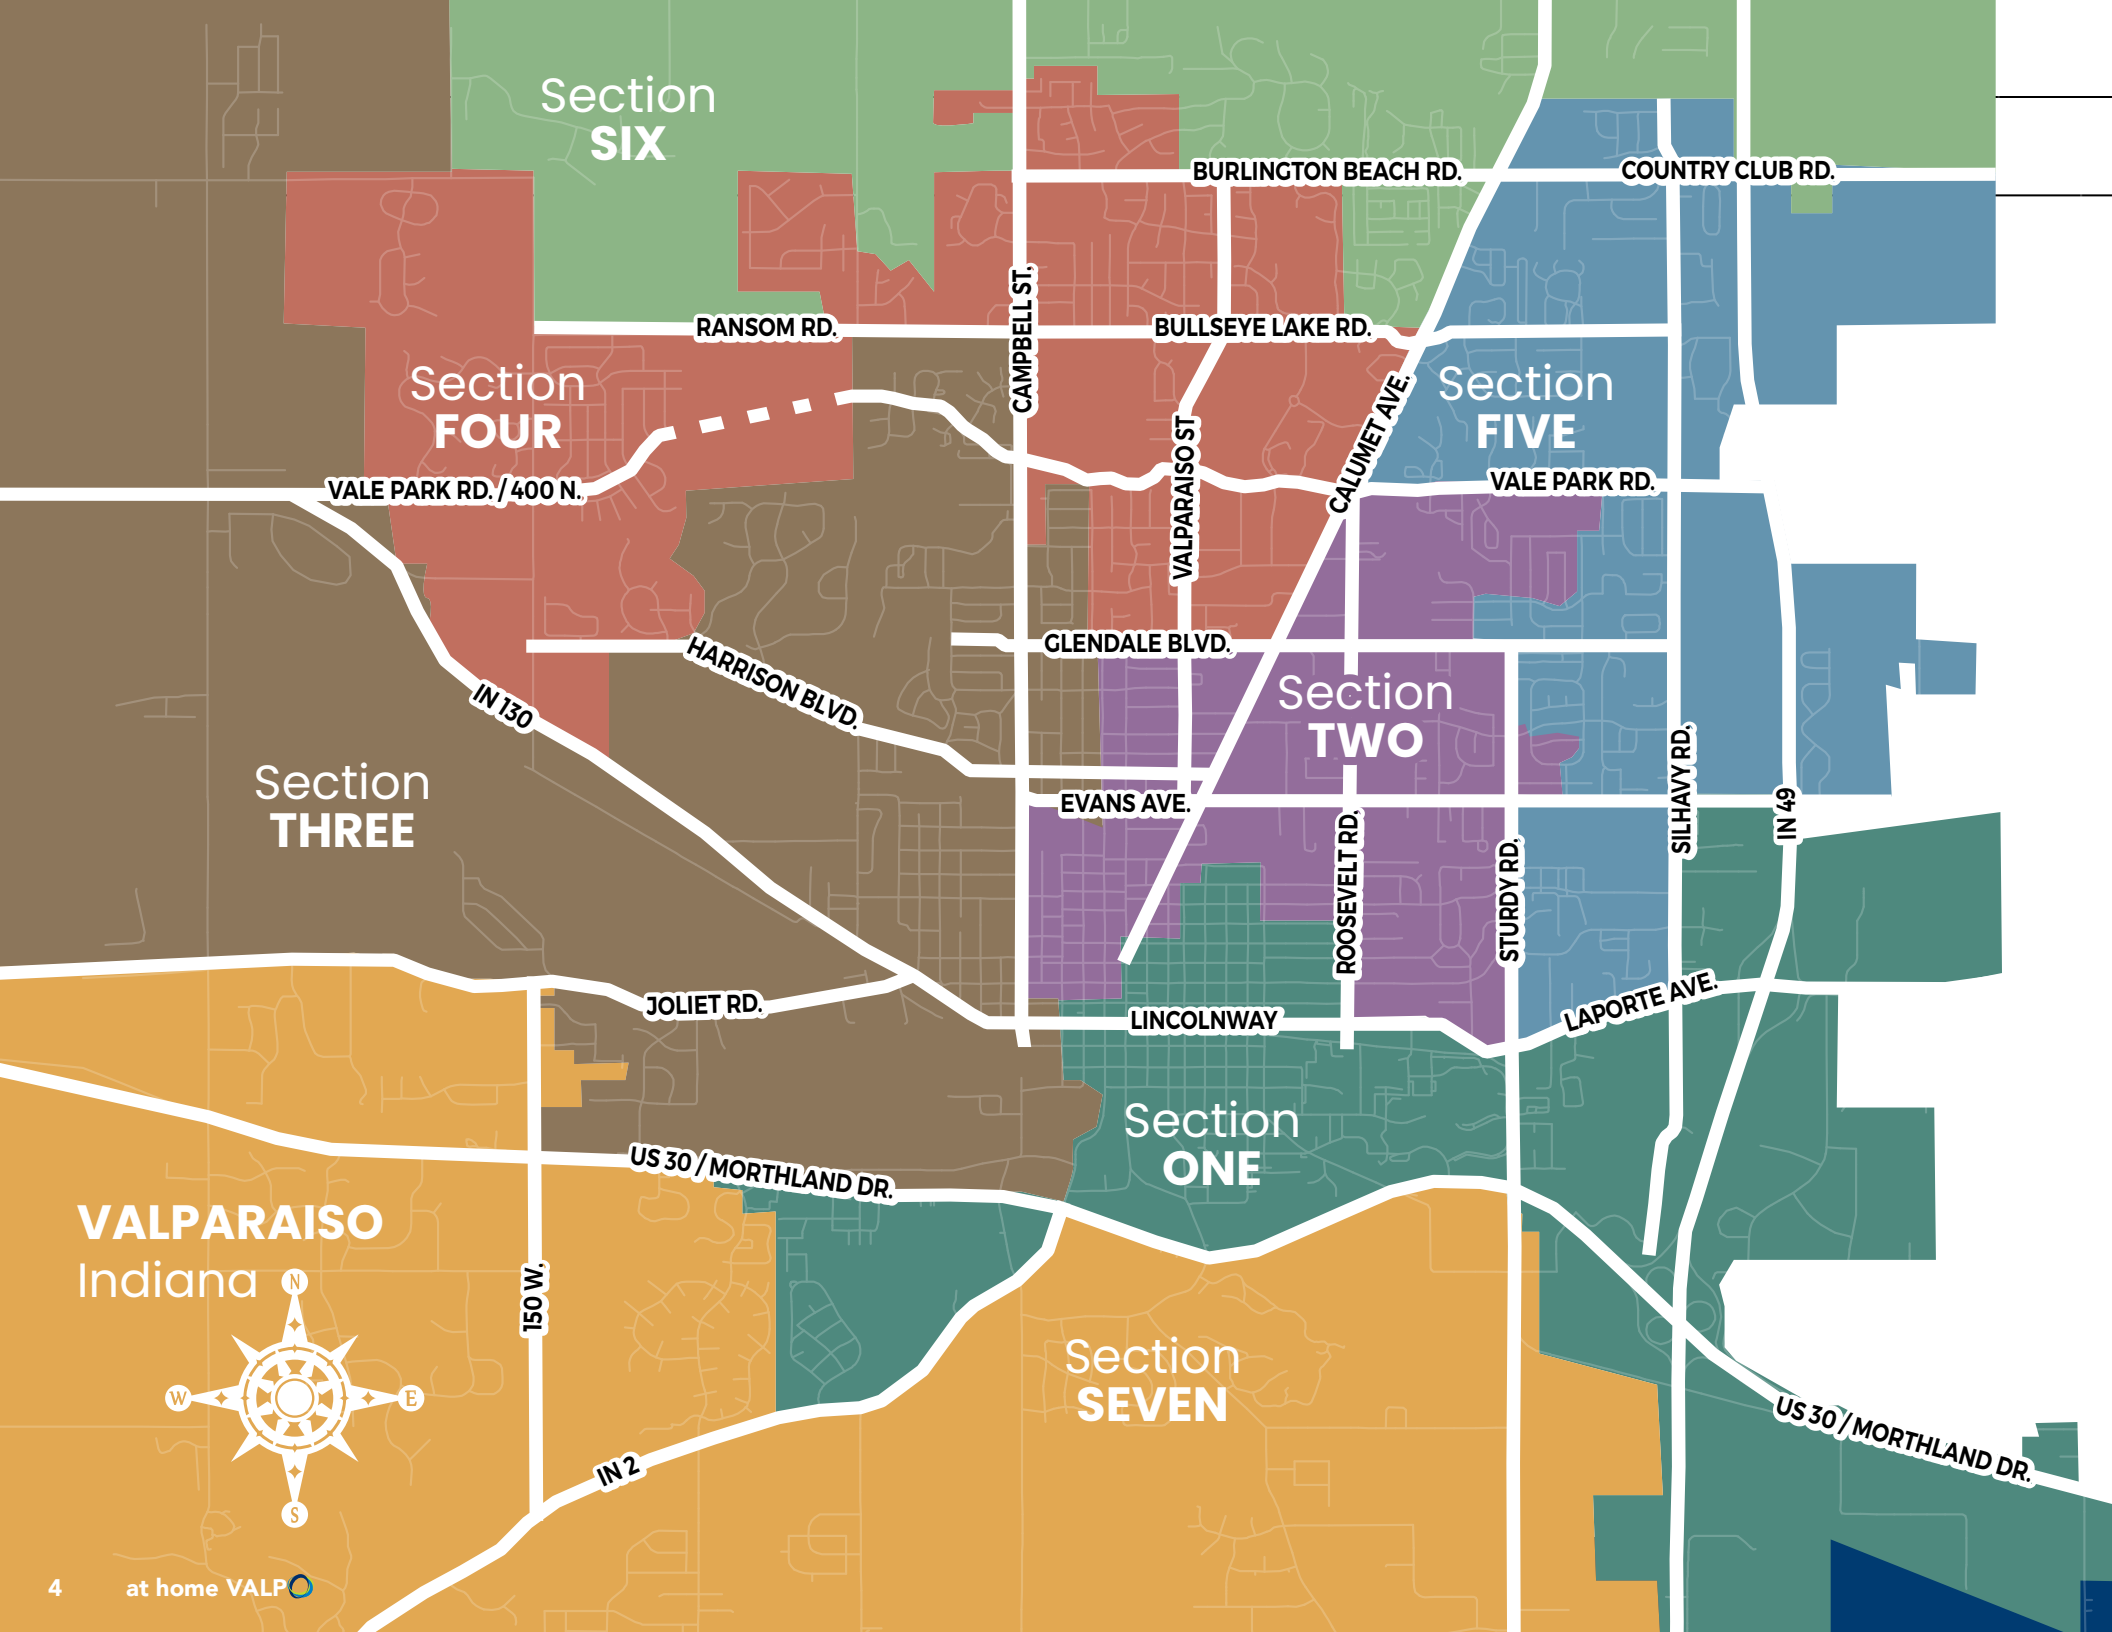 Section
SIX
BURLINGTON BEACH RD.
COUNTRY CLUB RD.
CAMPBELL ST.
RANSOM RD.
BULLSEYE LAKE RD.
Section
FOUR
CALUMET AVE.
Section
FIVE
VALPARAISO ST
VALE PARK RD. / 400 N.
VALE PARK RD.
GLENDALE BLVD.
HARRISON BLVD.
IN 130
Section
TWO
Section
THREE
EVANS AVE.
SILHAVY RD.
IN 49
ROOSEVELT RD.
STURDY RD.
JOLIET RD.
LINCOLNWAY
LAPORTE AVE.
Section
ONE
US 30 / MORTHLAND DR.
VALPARAISO
Indiana
N
W
E
S
150 W.
Section
SEVEN
IN 2
US 30 / MORTHLAND DR.
4 at home VALPO